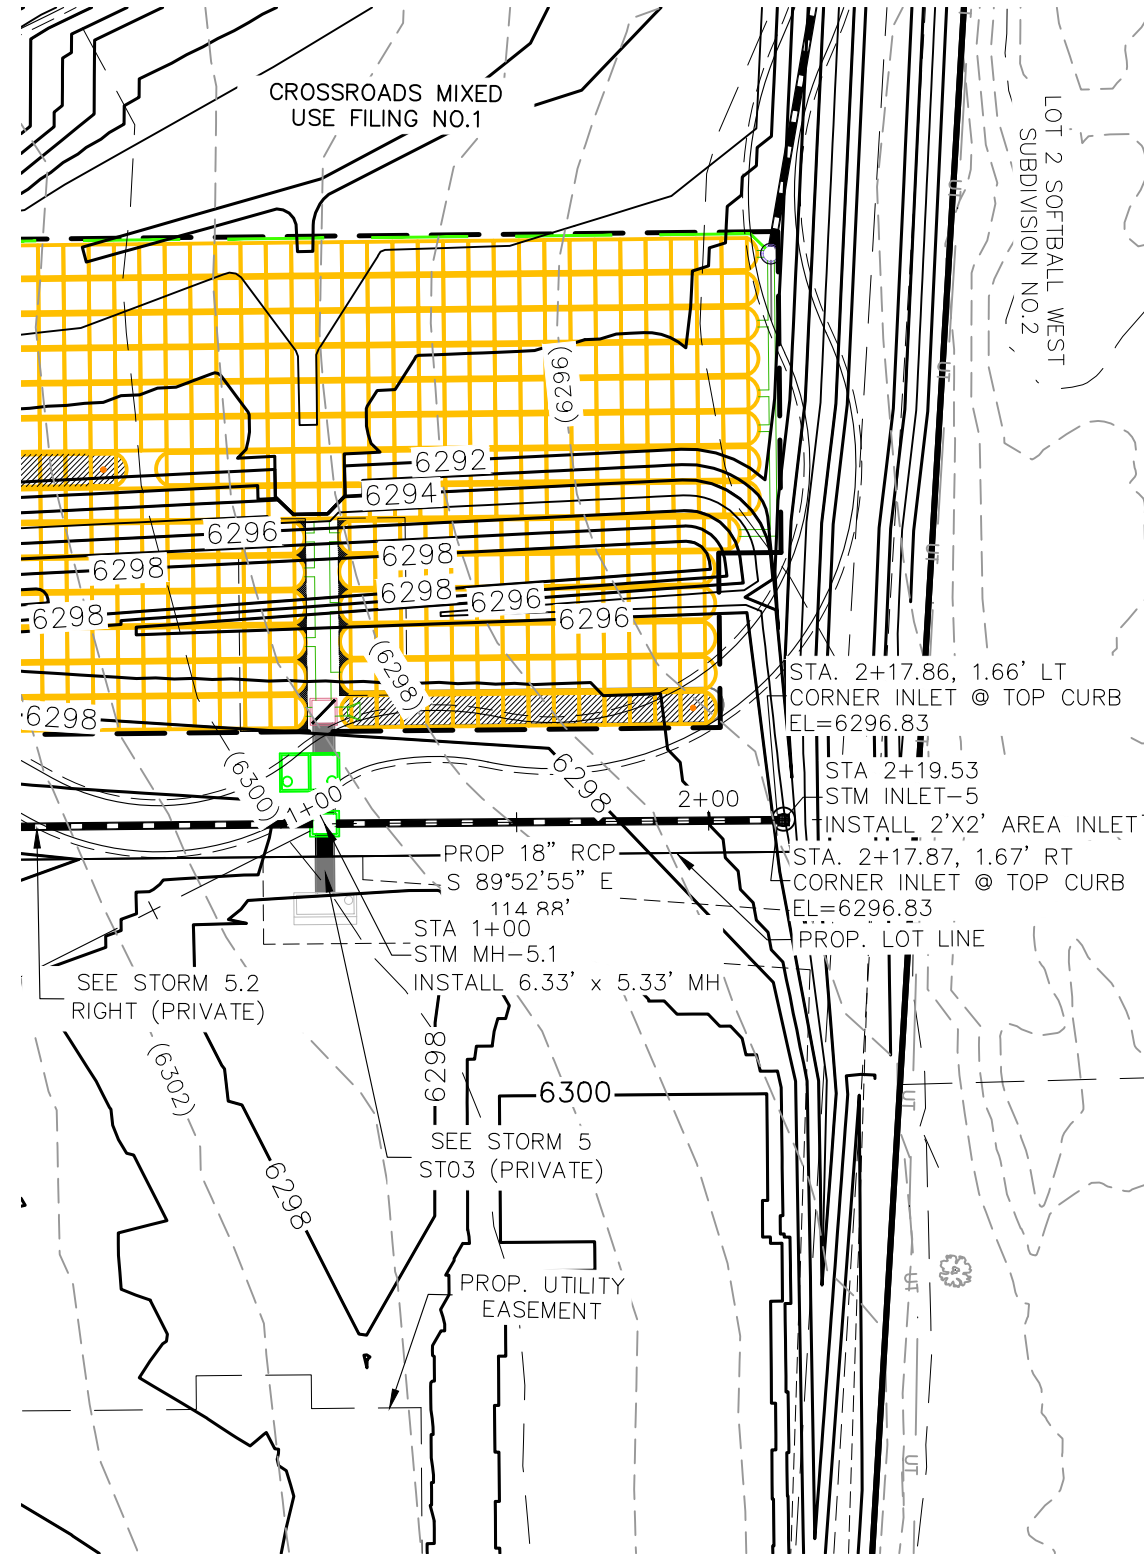 CROSSROADS MIXED
USE FILING NO.1
LOT 2 SOFTBALL WEST
SUBDIVISION NO.2
UT
UT
(6296)
6292
6294
6296
6298
6298
6298
6298
6296
6296
UT
(6298)
6298
STA. 2+17.86, 1.66' LT
CORNER INLET @ TOP CURB
EL=6296.83
(6300)
6298
1+00
2+00
STA 2+19.53
STM INLET-5
INSTALL 2'X2' AREA INLET
PROP 18" RCP
S 89°52'55" E
114.88'
STA. 2+17.87, 1.67' RT
CORNER INLET @ TOP CURB
EL=6296.83
STA 1+00
STM MH-5.1
INSTALL 6.33' x 5.33' MH
PROP. LOT LINE
SEE STORM 5.2
RIGHT (PRIVATE)
(6302)
6298
6300
UT
SEE STORM 5
ST03 (PRIVATE)
6298
UT
PROP. UTILITY
EASEMENT
UT